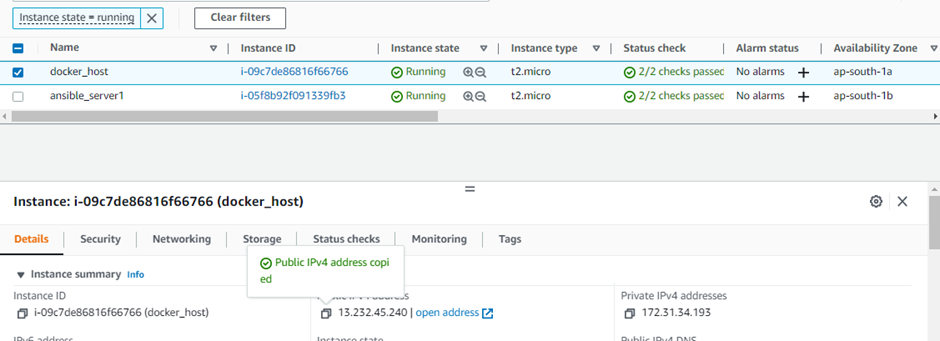 Instance state = running
Clear filters
Name Instance ID Instance state Instance type Status check Alarm status Availability Zone
docker_host i-09c7de86816f66766 Running t2.micro 2/2 checks passed No alarms ap-south-1a
ansible_server1 i-05f8b92f091339fb3 Running t2.micro 2/2 checks passed No alarms ap-south-1b
Instance: i-09c7de86816f66766 (docker_host)
Details Security Networking Storage Status checks Monitoring Tags
Public IPv4 address copi
ed
Instance summary Info
Instance ID Public IPv4 address Private IPv4 addresses
i-09c7de86816f66766 (docker_host) 13.232.45.240 | open address 172.31.34.193
IPv6 address Instance state Public IPv4 DNS